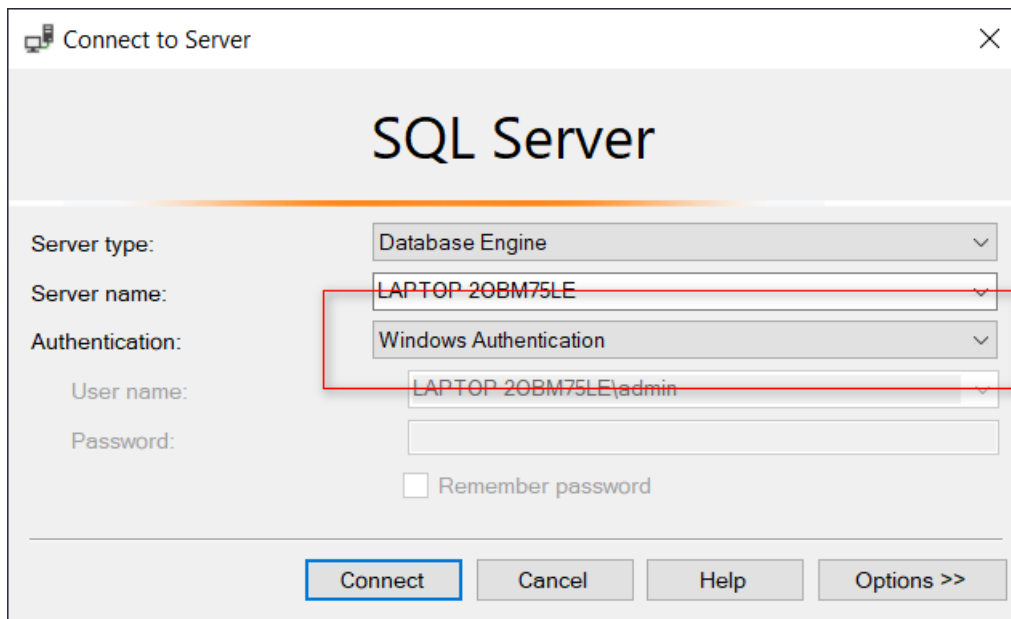 Connect to Server
SQL Server
Server type: Database Engine
Server name: LAPTOP 2OBM75LE
Authentication: Windows Authentication
User name: LAPTOP 2OBM75LE\admin
Password:
Remember password
Connect Cancel Help Options >>